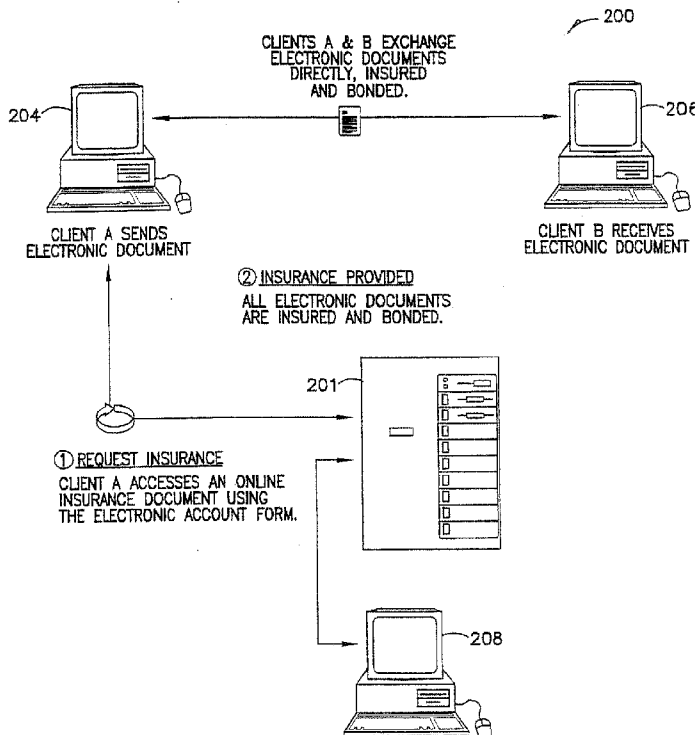 200
CLIENTS A & B EXCHANGE
ELECTRONIC DOCUMENTS
DIRECTLY, INSURED
AND BONDED.
204
206
CLIENT A SENDS
ELECTRONIC DOCUMENT
CLIENT B RECEIVES
ELECTRONIC DOCUMENT
② INSURANCE PROVIDED
ALL ELECTRONIC DOCUMENTS
ARE INSURED AND BONDED.
201
① REQUEST INSURANCE
CLIENT A ACCESSES AN ONLINE
INSURANCE DOCUMENT USING
THE ELECTRONIC ACCOUNT FORM.
208